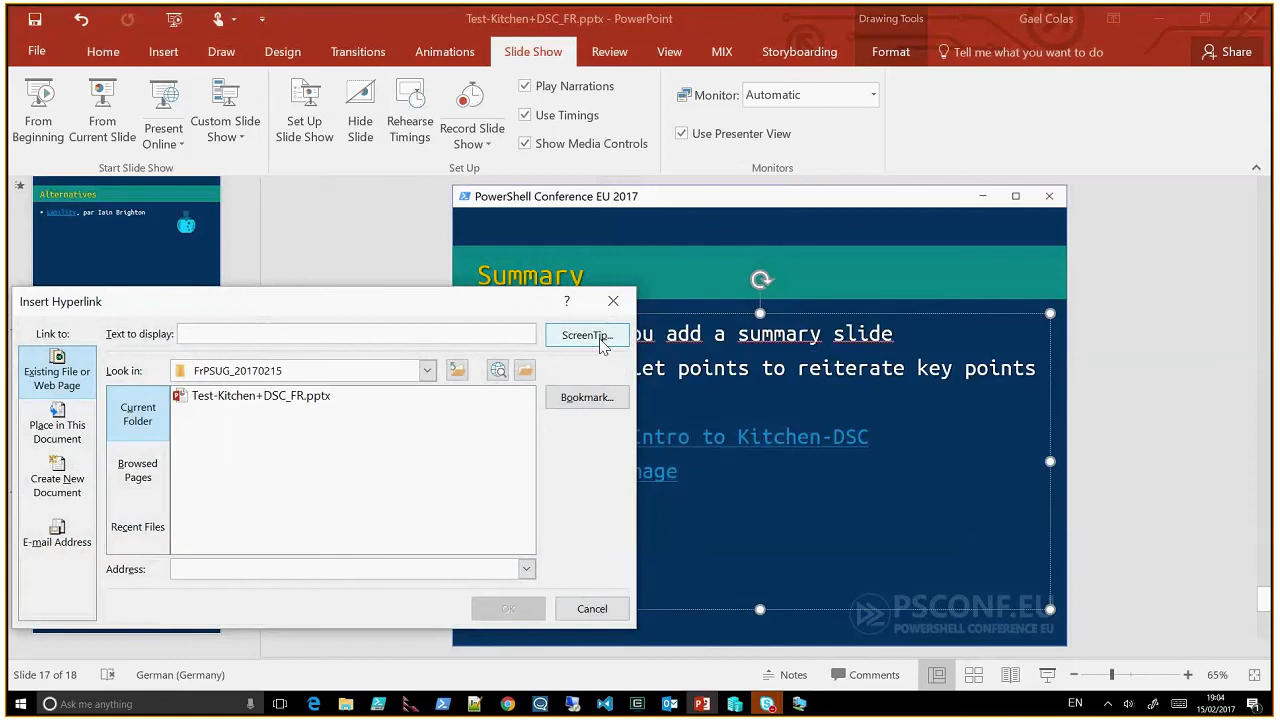 Test-Kitchen+DSC_FR.pptx - PowerPoint
Drawing Tools
Gael Colas
File
Home
Insert
Draw
Design
Transitions
Animations
Slide Show
Review
View
MIX
Storyboarding
Format
Tell me what you want to do
Share
From Beginning
From Current Slide
Present Online
Custom Slide Show
Start Slide Show
Set Up Slide Show
Hide Slide
Rehearse Timings
Record Slide Show
Play Narrations
Use Timings
Show Media Controls
Set Up
Monitor: Automatic
Use Presenter View
Monitors
Alternatives
• Lability, par Iain Brighton
PowerShell Conference EU 2017
Summary
you add a summary slide
let points to reiterate key points
Intro to Kitchen-DSC
PSCONF.EU
POWERSHELL CONFERENCE EU
Insert Hyperlink
?
Link to:
Text to display:
ScreenTip...
Existing File or Web Page
Look in:
FrPSUG_20170215
Test-Kitchen+DSC_FR.pptx
Bookmark...
Current Folder
Place in This Document
Browsed Pages
Create New Document
Recent Files
E-mail Address
Address:
OK
Cancel
Slide 17 of 18
German (Germany)
Notes
Comments
65%
Ask me anything
EN
19:04
15/02/2017